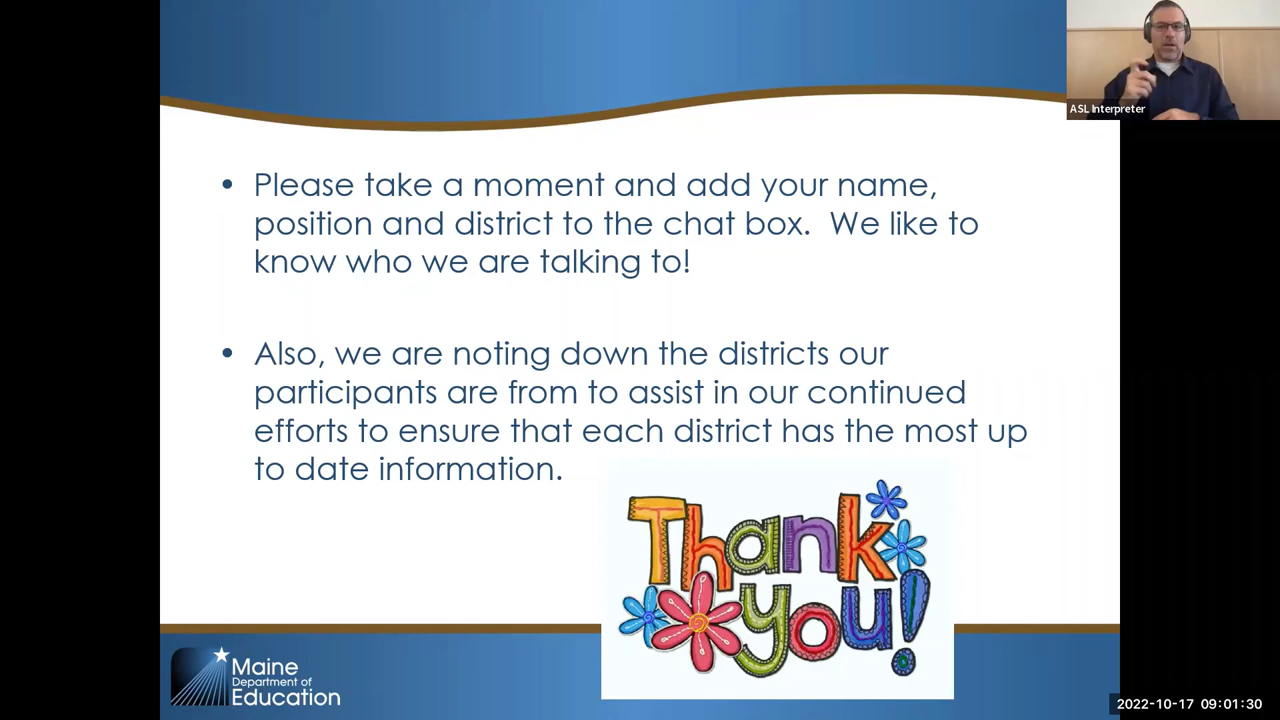 ASL Interpreter
• Please take a moment and add your name,
position and district to the chat box.  We like to
know who we are talking to!
• Also, we are noting down the districts our
participants are from to assist in our continued
efforts to ensure that each district has the most up
to date information.
Thank
you!
Maine
Department of
Education
2022-10-17 09:01:30